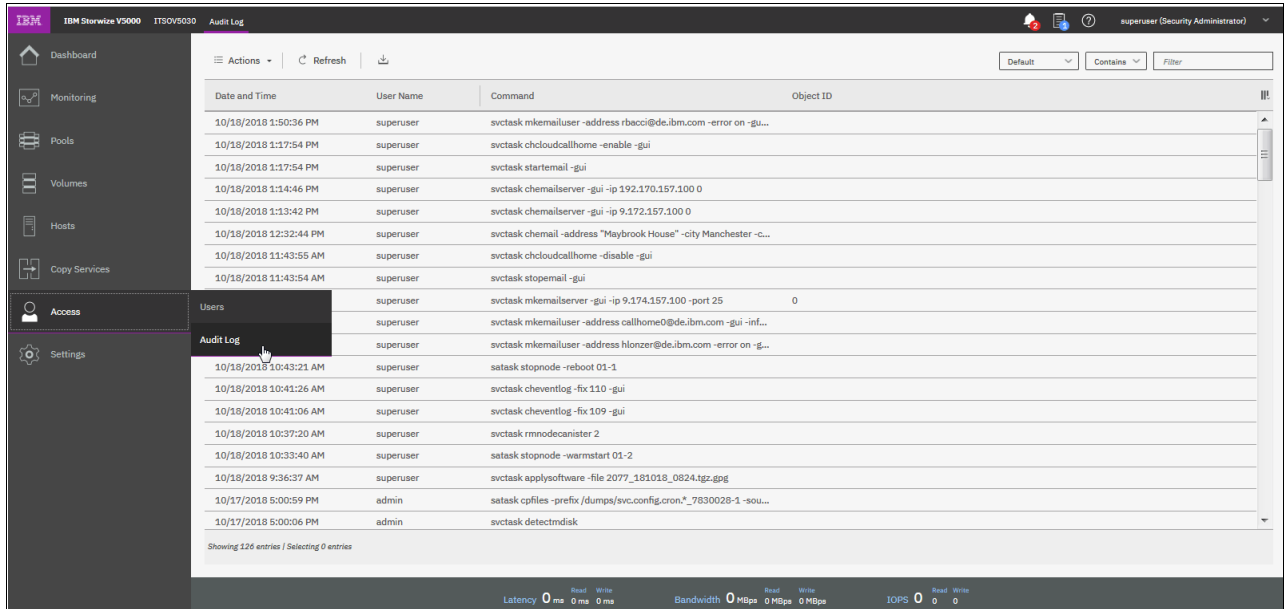 IBM IBM Storwize V5000 ITSOV5030 Audit Log 2 5 superuser (Security Administrator)
Dashboard
Monitoring
Pools
Volumes
Hosts
Copy Services
Access
Settings
Users
Audit Log
Actions Refresh Default Contains Filter
Date and Time User Name Command Object ID
10/18/2018 1:50:36 PM superuser svctask mkemailuser -address rbacci@de.ibm.com -error on -gu...
10/18/2018 1:17:54 PM superuser svctask chcloudcallhome -enable -gui
10/18/2018 1:17:54 PM superuser svctask startemail -gui
10/18/2018 1:14:46 PM superuser svctask chemailserver -gui -ip 192.170.157.100 0
10/18/2018 1:13:42 PM superuser svctask chemailserver -gui -ip 9.172.157.100 0
10/18/2018 12:32:44 PM superuser svctask chemail -address "Maybrook House" -city Manchester -c...
10/18/2018 11:43:55 AM superuser svctask chcloudcallhome -disable -gui
10/18/2018 11:43:54 AM superuser svctask stopemail -gui
superuser svctask mkemailserver -gui -ip 9.174.157.100 -port 25 0
superuser svctask mkemailuser -address callhome0@de.ibm.com -gui -inf...
superuser svctask mkemailuser -address hlonzer@de.ibm.com -error on -g...
10/18/2018 10:43:21 AM superuser satask stopnode -reboot 01-1
10/18/2018 10:41:26 AM superuser svctask cheventlog -fix 110 -gui
10/18/2018 10:41:06 AM superuser svctask cheventlog -fix 109 -gui
10/18/2018 10:37:20 AM superuser svctask rmnodecanister 2
10/18/2018 10:33:40 AM superuser satask stopnode -warmstart 01-2
10/18/2018 9:36:37 AM superuser svctask applysoftware -file 2077_181018_0824.tgz.gpg
10/17/2018 5:00:59 PM admin satask cpfiles -prefix /dumps/svc.config.cron.*_7830028-1 -sou...
10/17/2018 5:00:06 PM admin svctask detectmdisk
Showing 126 entries | Selecting 0 entries
Read Write Read Write Read Write
Latency 0 ms 0 ms 0 ms Bandwidth 0 MBps 0 MBps 0 MBps IOPS 0 0 0